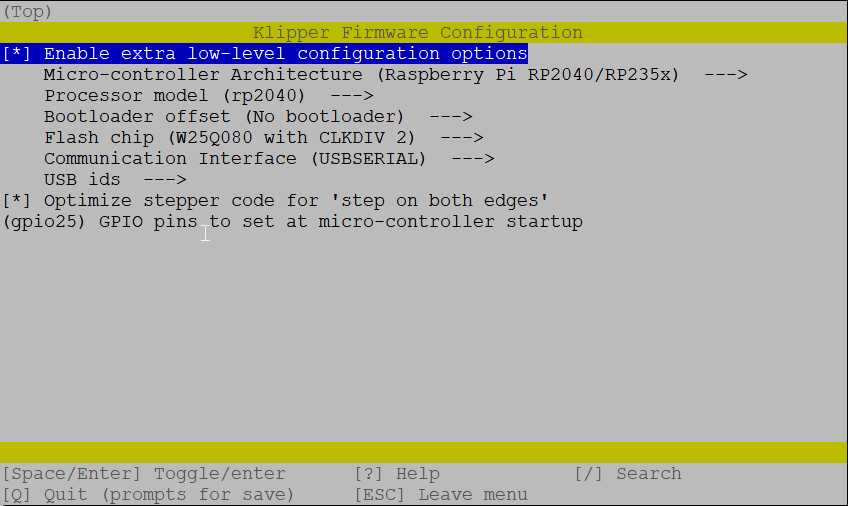 (Top)
Klipper Firmware Configuration
[*] Enable extra low-level configuration options
Micro-controller Architecture (Raspberry Pi RP2040/RP235x)  --->
Processor model (rp2040)  --->
Bootloader offset (No bootloader)  --->
Flash chip (W25Q080 with CLKDIV 2)  --->
Communication Interface (USBSERIAL)  --->
USB ids  --->
[*] Optimize stepper code for 'step on both edges'
(gpio25) GPIO pins to set at micro-controller startup
[Space/Enter] Toggle/enter [?] Help [/] Search
[Q] Quit (prompts for save) [ESC] Leave menu